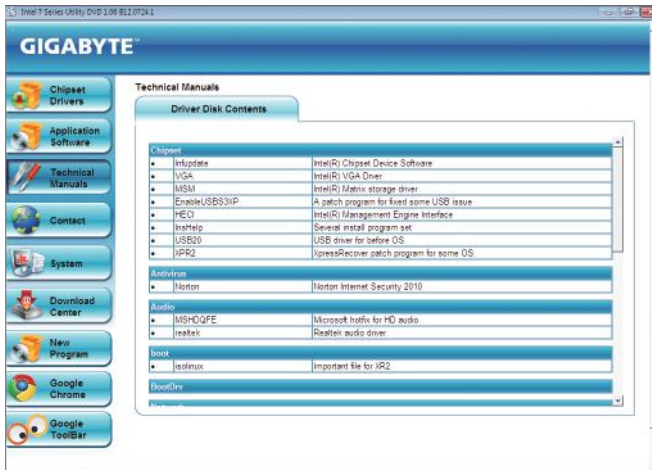 Intel 7 Series Utility DVD 1.00 B12.0724.1
GIGABYTE™
Chipset
Drivers
Application
Software
Technical
Manuals
Contact
System
Download
Center
New
Program
Google
Chrome
Google
ToolBar
Technical Manuals
Driver Disk Contents
Chipset
• Infupdate Intel(R) Chipset Device Software
• VGA Intel(R) VGA Driver
• MSM Intel(R) Matrix storage driver
• EnableUSBS3XP A patch program for fixed some USB issue
• HECI Intel(R) Management Engine Interface
• InsHelp Several install program set
• USB20 USB driver for before OS
• XPR2 XpressRecover patch program for some OS
Antivirus
• Norton Norton Internet Security 2010
Audio
• MSHDQFE Microsoft hotfix for HD audio
• realtek Realtek audio driver
boot
• isolinux Important file for XR2
BootDrv